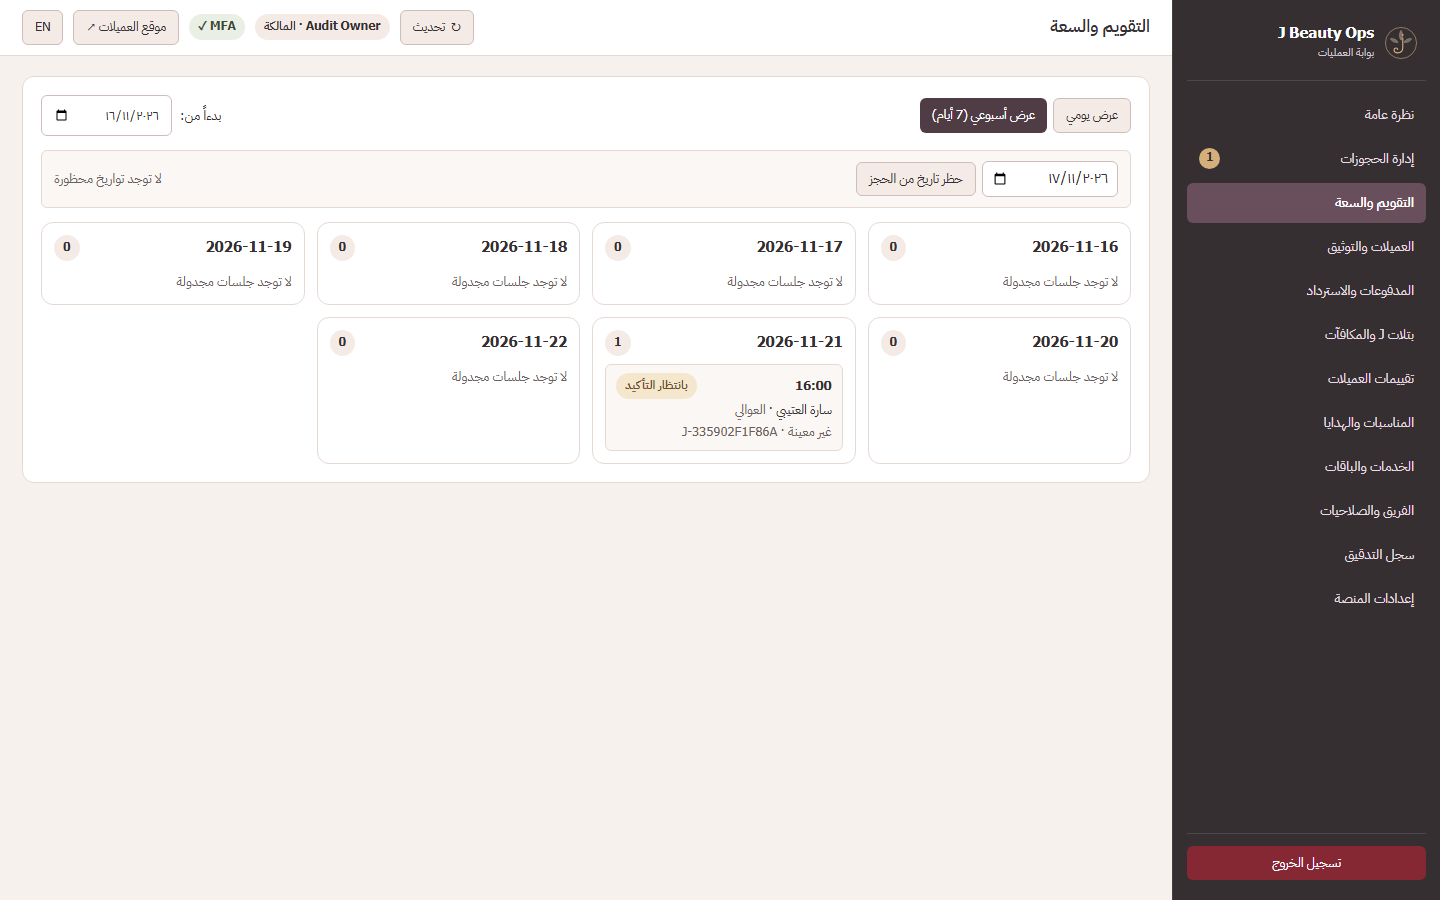 J Beauty Ops
بوابة العمليات
نظرة عامة
إدارة الحجوزات 1
التقويم والسعة
العميلات والتوثيق
المدفوعات والاسترداد
بتلات J والمكافآت
تقييمات العميلات
المناسبات والهدايا
الخدمات والباقات
الفريق والصلاحيات
سجل التدقيق
إعدادات المنصة
تسجيل الخروج
التقويم والسعة
↻ تحديث
Audit Owner · المالكة
MFA ✓
موقع العميلات ↗
EN
عرض يومي
عرض أسبوعي (7 أيام)
بدءاً من: ١٦/١١/٢٠٢٦
١٧/١١/٢٠٢٦ حظر تاريخ من الحجز
لا توجد تواريخ محظورة
2026-11-16 0
لا توجد جلسات مجدولة
2026-11-17 0
لا توجد جلسات مجدولة
2026-11-18 0
لا توجد جلسات مجدولة
2026-11-19 0
لا توجد جلسات مجدولة
2026-11-20 0
لا توجد جلسات مجدولة
2026-11-21 1
16:00 بانتظار التأكيد
سارة العتيبي · العوالي
غير معينة · J-335902F1F86A
2026-11-22 0
لا توجد جلسات مجدولة